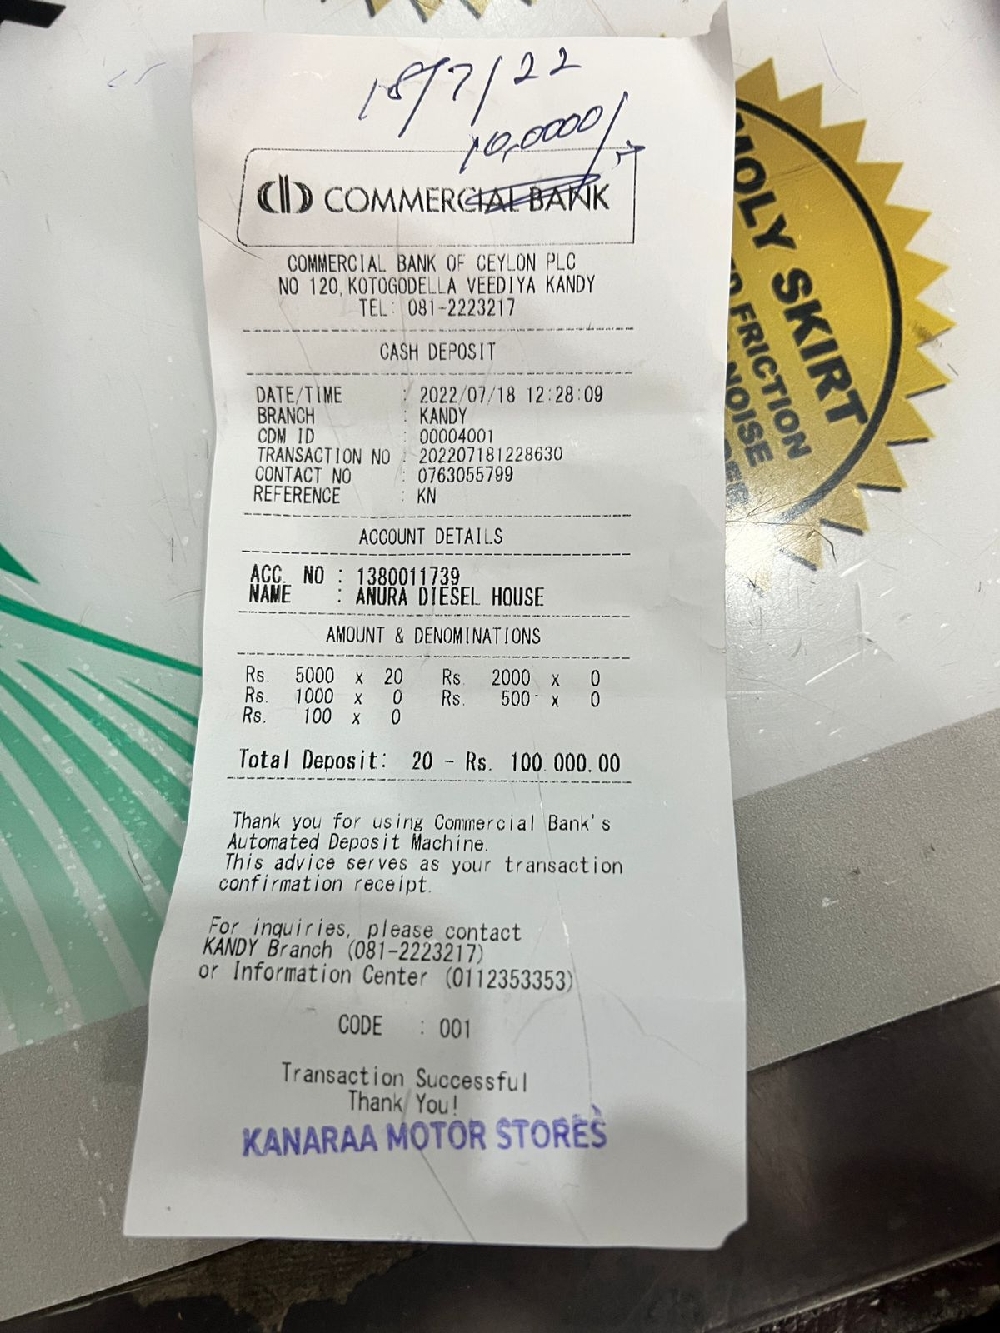 18/7/22
10,0000/
COMMERCIAL BANK
COMMERCIAL BANK OF CEYLON PLC
NO 120, KOTOGODELLA VEEDIYA KANDY
TEL: 081-2223217
CASH DEPOSIT
DATE/TIME : 2022/07/18 12:28:09
BRANCH : KANDY
CDM ID : 00004001
TRANSACTION NO : 202207181228630
CONTACT NO : 0763055799
REFERENCE : KN
ACCOUNT DETAILS
ACC. NO : 1380011739
NAME : ANURA DIESEL HOUSE
AMOUNT & DENOMINATIONS
Rs. 5000 x 20 Rs. 2000 x 0
Rs. 1000 x 0 Rs. 500 x 0
Rs. 100 x 0
Total Deposit: 20 - Rs. 100 000.00
Thank you for using Commercial Bank's
Automated Deposit Machine.
This advice serves as your transaction
confirmation receipt.
For inquiries, please contact
KANDY Branch (081-2223217)
or Information Center (0112353353)
CODE : 001
Transaction Successful
Thank You!
KANARAA MOTOR STORES
MOLY SKIRT
FRICTION
NOISE